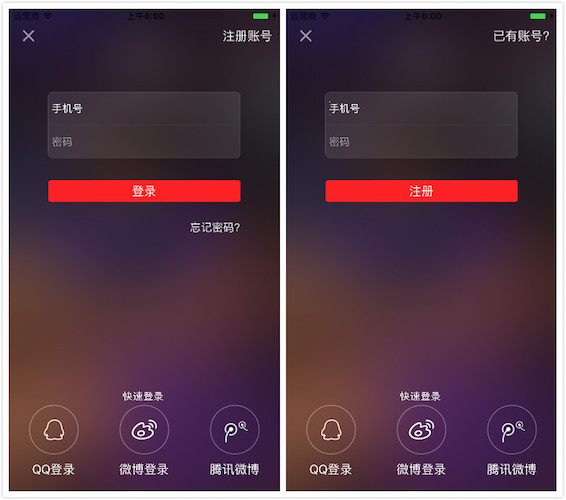 运营商 上午6:00
注册账号
手机号
密码
登录
忘记密码?
快速登录
QQ登录 微博登录 腾讯微博
运营商 上午6:00
已有账号?
手机号
密码
注册
快速登录
QQ登录 微博登录 腾讯微博